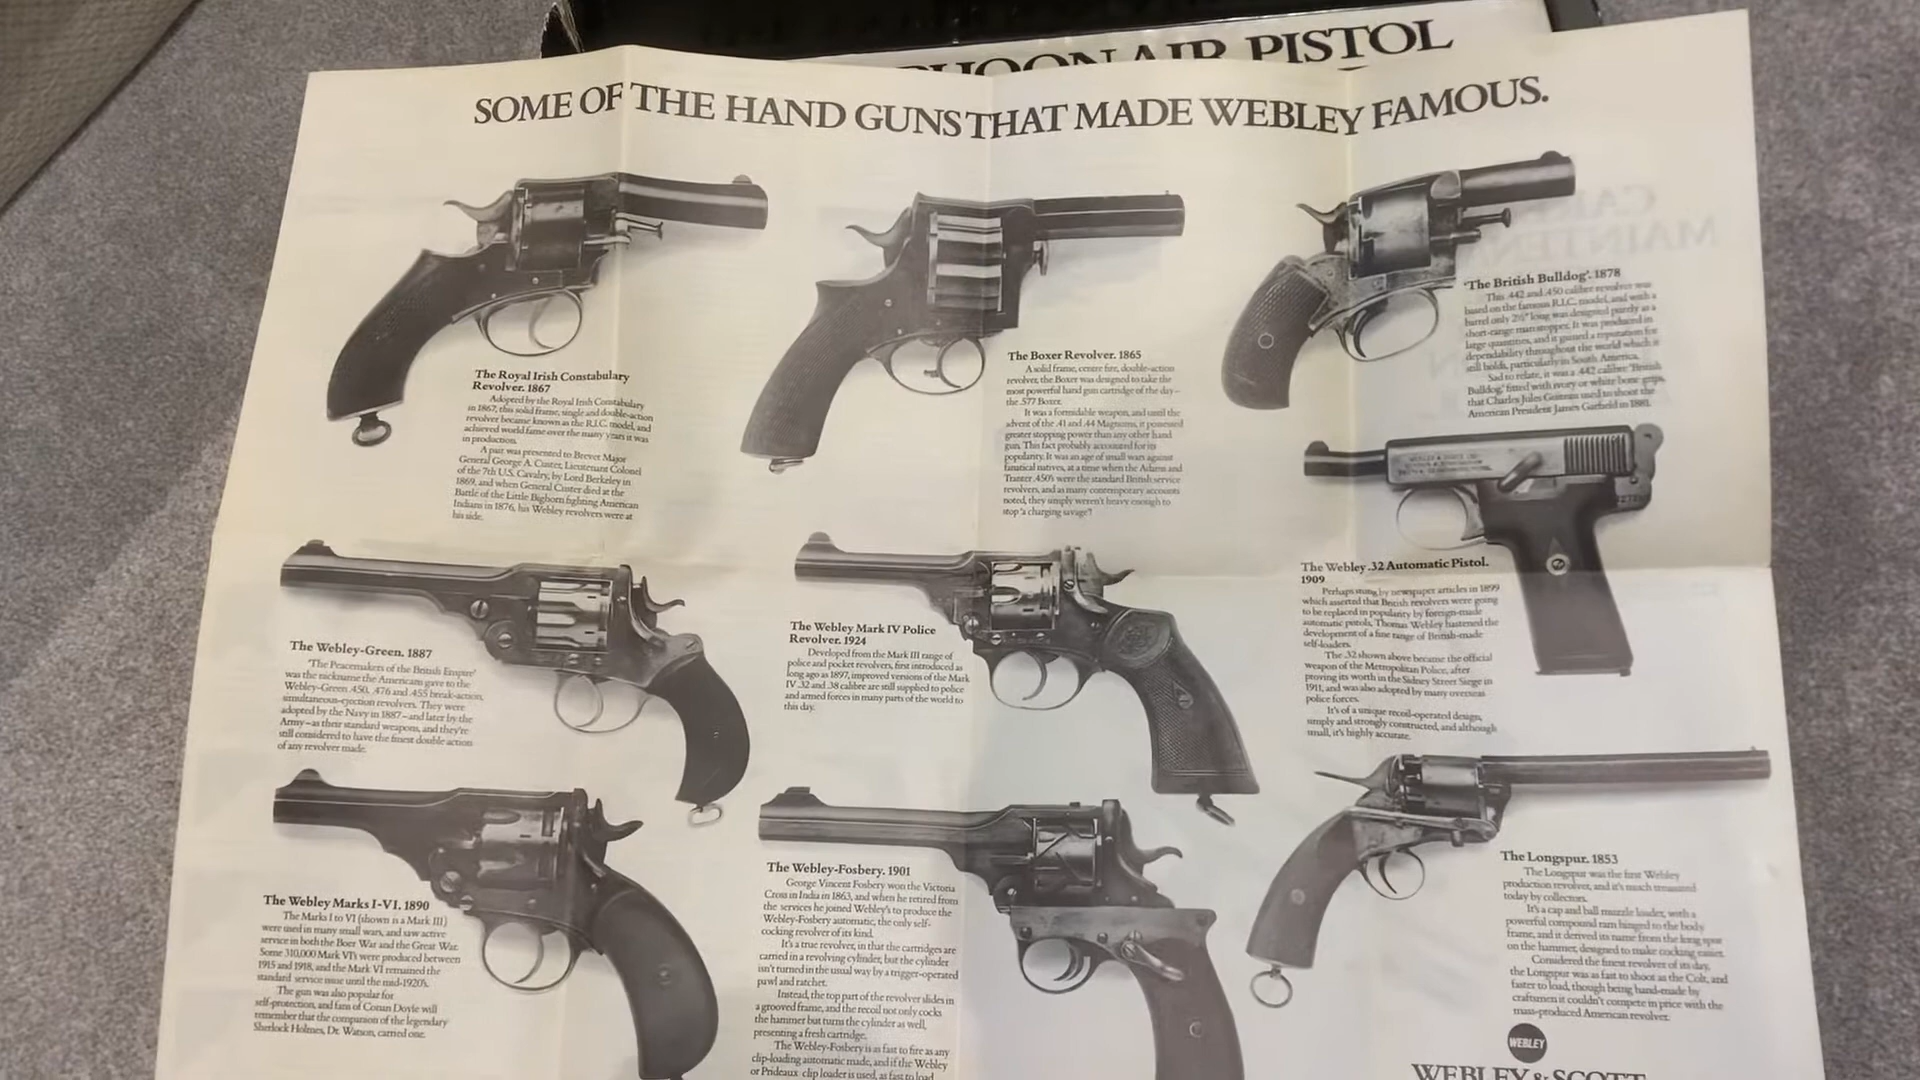 PHOON AIR PISTOL
SOME OF THE HAND GUNS THAT MADE WEBLEY FAMOUS.
The Royal Irish Constabulary
Revolver. 1867
Adopted by the Royal Irish Constabulary
in 1867, this solid frame, single and double-action
revolver became known as the R.I.C. model, and
achieved world fame over the many years it was
in production.
A pair was presented to Brevet Major
General George A. Custer, Lieutenant Colonel
of the 7th U.S. Cavalry, by Lord Berkeley in
1869, and when General Custer died at the
Battle of the Little Bighorn fighting American
Indians in 1876, his Webley revolvers were at
his side.
The Boxer Revolver. 1865
A solid frame, centre fire, double-action
revolver, the Boxer was designed to take the
most powerful hand gun cartridge of the day–
the .577 Boxer.
It was a formidable weapon, and until the
advent of the .41 and .44 Magnums, it possessed
greater stopping power than any other hand
gun. This fact probably accounted for its
popularity. It was an age of small wars against
fanatical natives, at a time when the Adams and
Tranter .450's were the standard British service
revolvers, and as many contemporary accounts
noted, they simply weren't heavy enough to
stop 'a charging savage'!
'The British Bulldog'. 1878
This .442 and .450 calibre revolver was
based on the famous R.I.C. model, and with a
barrel only 2½" long was designed purely as a
short-range man stopper. It was produced in
large quantities, and it gained a reputation for
dependability throughout the world which it
still holds, particularly in South America.
Sad to relate, it was a .442 calibre 'British
Bulldog', fitted with ivory or white bone grips,
that Charles Jules Guiteau used to shoot the
American President James Garfield in 1881.
The Webley .32 Automatic Pistol.
1909
Perhaps stung by newspaper articles in 1899
which asserted that British revolvers were going
to be replaced in popularity by foreign-made
automatic pistols, Thomas Webley hastened the
development of a fine range of British-made
self-loaders.
The .32 shown above became the official
weapon of the Metropolitan Police, after
proving its worth in the Sidney Street Siege in
1911, and was also adopted by many overseas
police forces.
It's of a unique recoil-operated design,
simply and strongly constructed, and although
small, it's highly accurate.
The Webley-Green. 1887
'The Peacemakers of the British Empire'
was the nickname the Americans gave to the
Webley-Green .450, .476 and .455 break-action,
simultaneous-ejection revolvers. They were
adopted by the Navy in 1887–and later by the
Army–as their standard weapons, and they're
still considered to have the finest double action
of any revolver made.
The Webley Mark IV Police
Revolver. 1924
Developed from the Mark III range of
police and pocket revolvers, first introduced as
long ago as 1897, improved versions of the Mark
IV .32 and .38 calibre are still supplied to police
and armed forces in many parts of the world to
this day.
The Webley Marks I-VI. 1890
The Marks I to VI (shown is a Mark III)
were used in many small wars, and saw active
service in both the Boer War and the Great War.
Some 310,000 Mark VI's were produced between
1915 and 1918, and the Mark VI remained the
standard service issue until the mid-1920's.
The gun was also popular for
self-protection, and fans of Conan Doyle will
remember that the companion of the legendary
Sherlock Holmes, Dr. Watson, carried one.
The Webley-Fosbery. 1901
George Vincent Fosbery won the Victoria
Cross in India in 1863, and when he retired from
the services he joined Webley's to produce the
Webley-Fosbery automatic, the only self-
cocking revolver of its kind.
It's a true revolver, in that the cartridges are
carried in a revolving cylinder, but the cylinder
isn't turned in the usual way by a trigger-operated
pawl and ratchet.
Instead, the top part of the revolver slides in
a grooved frame, and the recoil not only cocks
the hammer but turns the cylinder as well,
presenting a fresh cartridge.
The Webley-Fosbery is as fast to fire as any
clip-loading automatic made, and if the Webley
or Prideaux clip loader is used, as fast to load
The Longspur. 1853
The Longspur was the first Webley
production revolver, and it's much treasured
today by collectors.
It's a cap and ball muzzle loader, with a
powerful compound ram hinged to the body
frame, and it derived its name from the long spur
on the hammer, designed to make cocking easier.
Considered the finest revolver of its day,
the Longspur was as fast to shoot as the Colt, and
faster to load, though being hand-made by
craftsmen it couldn't compete in price with the
mass-produced American revolver.
WEBLEY
WEBLEY & SCOTT